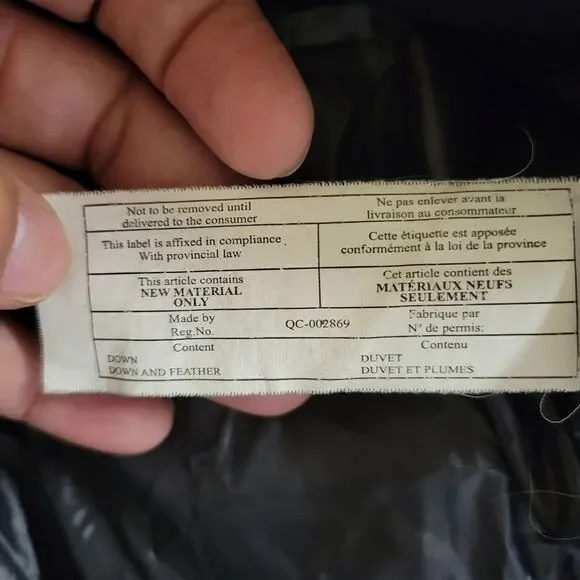 Not to be removed until
delivered to the consumer
Ne pas enlever avant la
livraison au consommateur
This label is affixed in compliance
With provincial law
Cette étiquette est apposée
conformément à la loi de la province
This article contains
NEW MATERIAL
ONLY
Cet article contient des
MATÉRIAUX NEUFS
SEULEMENT
Made by
Reg.No.
QC-002869
Fabrique par
N° de permis:
Content
DOWN
DOWN AND FEATHER
Contenu
DUVET
DUVET ET PLUMES